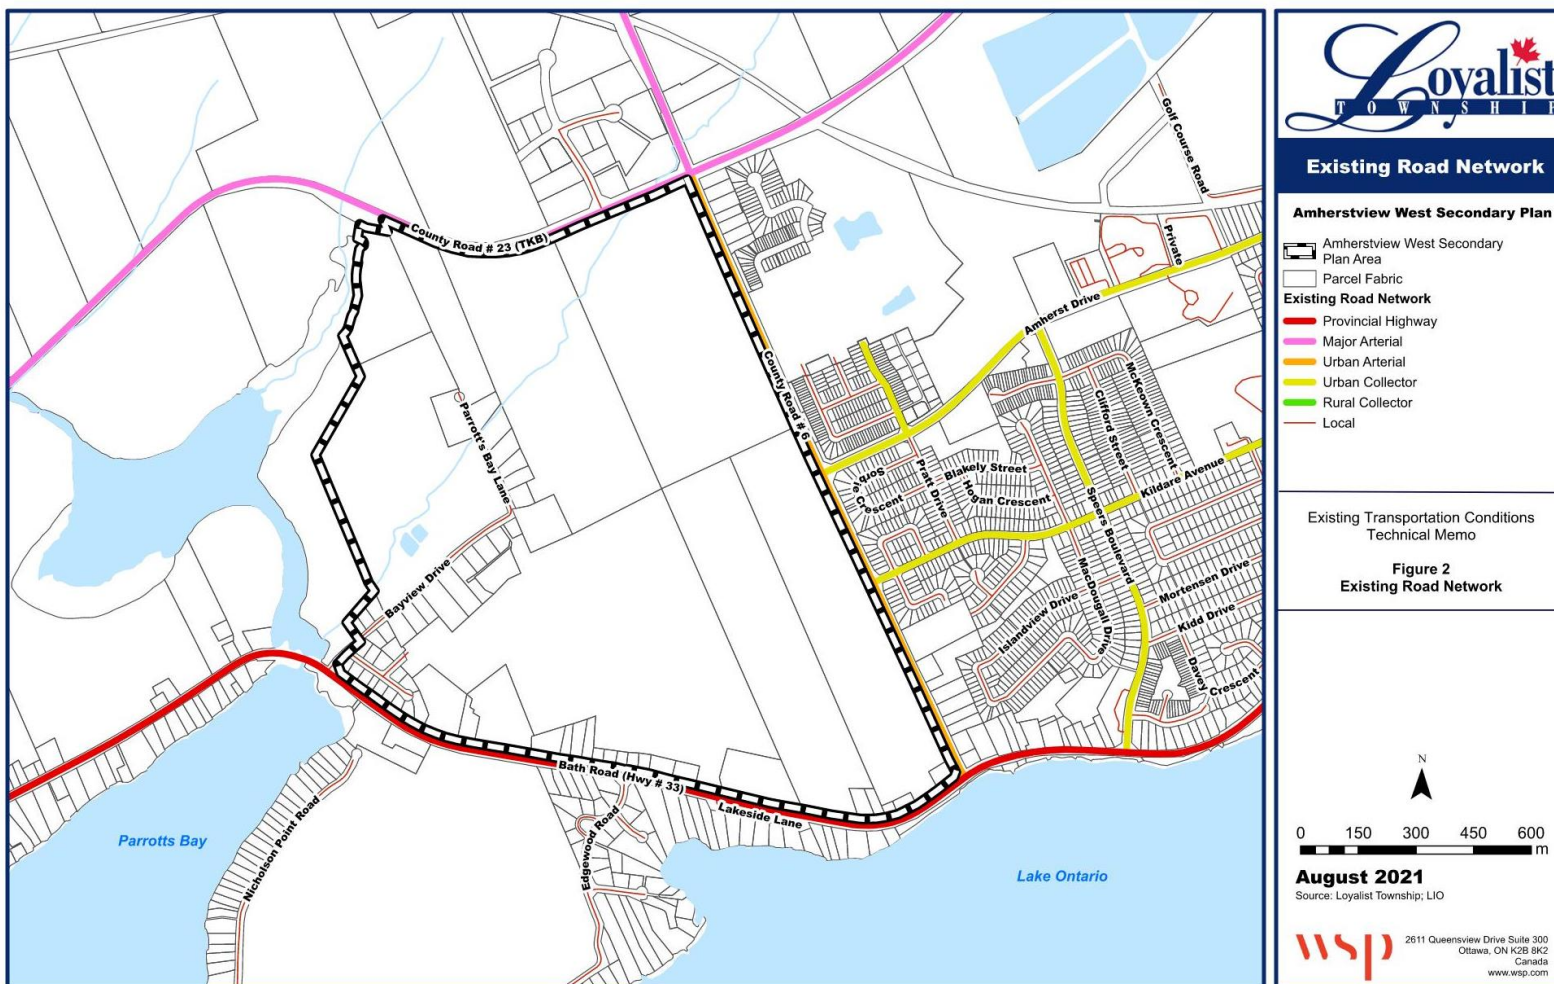 County Road # 23 (TKB)
Golf Course Road
Private
Amherst Drive
County Road # 6
Parrott's Bay Lane
Clifford Street
McKeown Crescent
Sorble
Crescent
Pratt Drive
Blakely Street
Hogan Crescent
Kildare Avenue
Speers Boulevard
Bayview Drive
MacDougall Drive
Mortensen Drive
Islandview Drive
Kidd Drive
Davey
Crescent
Bath Road (Hwy # 33)
Lakeside Lane
Nicholson Point Road
Edgewood Road
Parrotts Bay
Lake Ontario
Loyalist
TOWNSHIP
Existing Road Network
Amherstview West Secondary Plan
Amherstview West Secondary
Plan Area
Parcel Fabric
Existing Road Network
Provincial Highway
Major Arterial
Urban Arterial
Urban Collector
Rural Collector
Local
Existing Transportation Conditions
Technical Memo
Figure 2
Existing Road Network
N
0 150 300 450 600
m
August 2021
Source: Loyalist Township; LIO
wsp
2611 Queensview Drive Suite 300
Ottawa, ON K2B 8K2
Canada
www.wsp.com